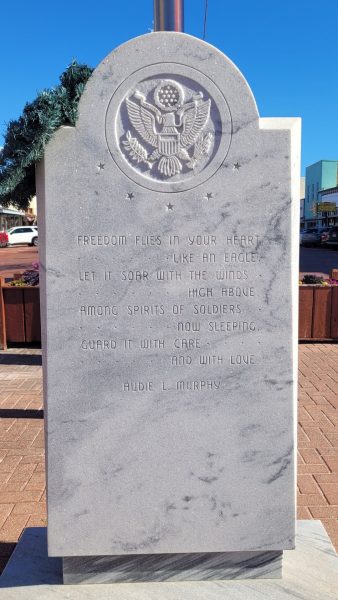 FREEDOM FLIES IN YOUR HEART
. . . . . . . . . LIKE AN EAGLE.
LET IT SOAR WITH THE WINDS . .
. . . . . . . . . . . . . HIGH ABOVE
AMONG SPIRITS OF SOLDIERS . .
. . . . . . . . . NOW SLEEPING,
GUARD IT WITH CARE . . . . . .
. . . . . . . . . AND WITH LOVE.
AUDIE L. MURPHY